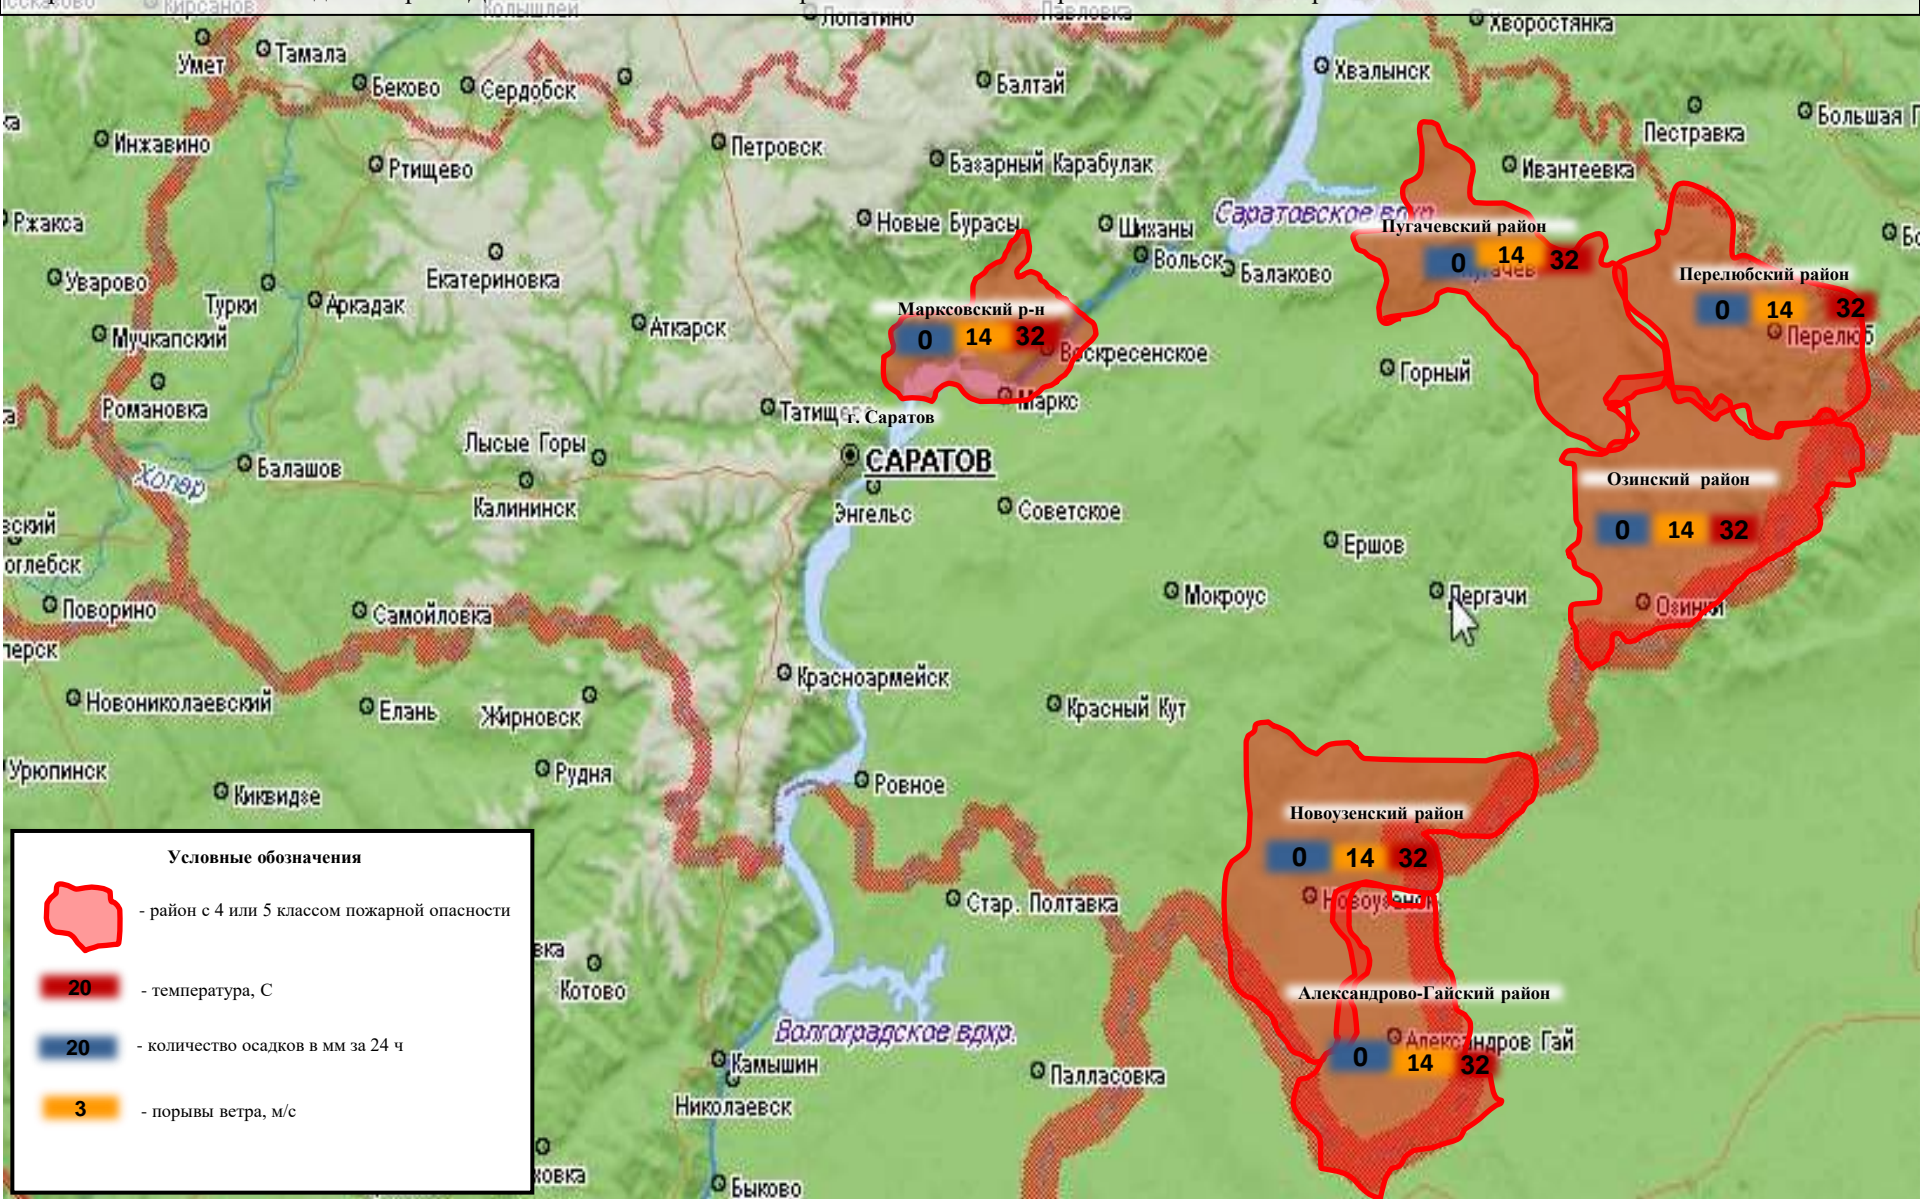 Лопатино
Павловка
Хворостянка
Умет
Тамала
Беково
Сердобск
Балтай
Хвалынск
Пестравка
Инжавино
Ртищево
Петровск
Базарный Карабулак
Ивантеевка
Ржакса
Новые Бурасы
Шиханы
Саратовское вдхр.
Пугачевский район
0 14 32
Вольск
Балаково
Перелюбский район
0 14 32
Перелюб
Уварово
Турки
Екатериновка
Аркадак
Аткарск
Марксовский р-н
0 14 32
Воскресенское
Мучкапский
Горный
Романовка
Маркс
г. Саратов
САРАТОВ
Лысые Горы
Балашов
Хопер
Калининск
Энгельс
Советское
Озинский район
0 14 32
Ершов
Мокроус
Дергачи
Озинки
Поворино
Самойловка
Красноармейск
Новониколаевский
Елань
Жирновск
Красный Кут
Урюпинск
Рудня
Киквидзе
Ровное
Новоузенский район
0 14 32
Стар. Полтавка
Котово
Александрово-Гайский район
Александров Гай
0 14 32
Волгоградское вдхр.
Камышин
Палласовка
Николаевск
Быково
Условные обозначения
- район с 4 или 5 классом пожарной опасности
20 - температура, С
20 - количество осадков в мм за 24 ч
3 - порывы ветра, м/с